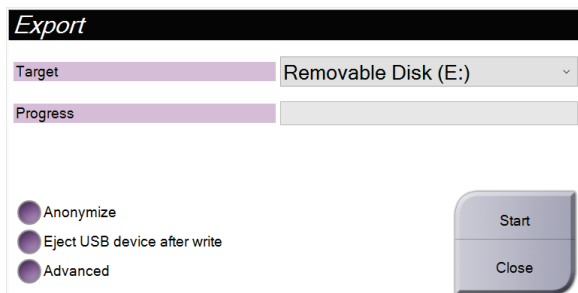 Export
Target
Removable Disk (E:)
Progress
Anonymize
Eject USB device after write
Advanced
Start
Close